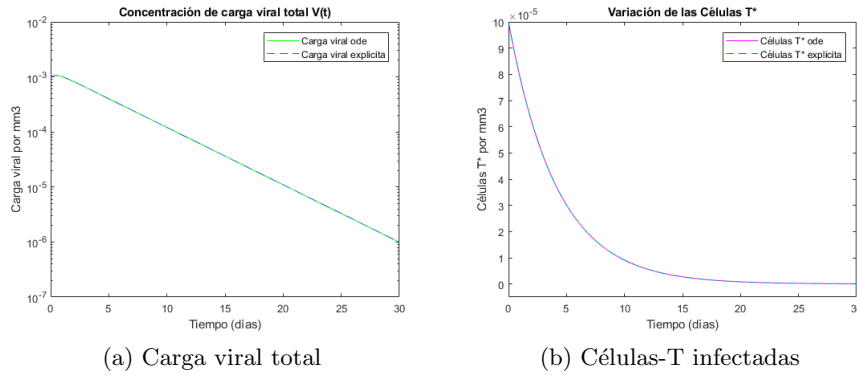 Concentración de carga viral total V(t)
Carga viral ode
Carga viral explicita
10^-2
10^-3
10^-4
10^-5
10^-6
10^-7
Carga viral por mm3
0 5 10 15 20 25 30
Tiempo (días)
(a) Carga viral total
Variación de las Células T*
× 10^-5
Células T* ode
Células T* explicita
10
9
8
7
6
5
4
3
2
1
0
Células T* por mm3
0 5 10 15 20 25 30
Tiempo (días)
(b) Células-T infectadas